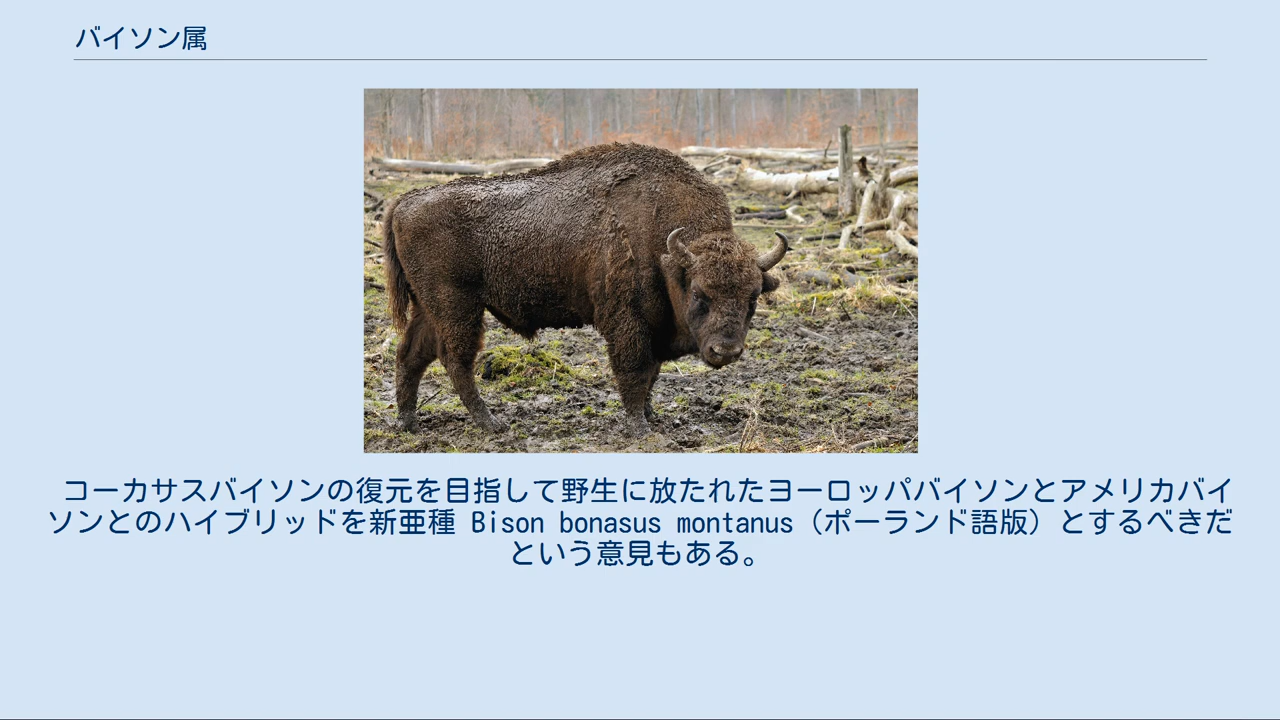 バイソン属
コーカサスバイソンの復元を目指して野生に放たれたヨーロッパバイソンとアメリカバイ
ソンとのハイブリッドを新亜種 Bison bonasus montanus（ポーランド語版）とするべきだ
という意見もある。